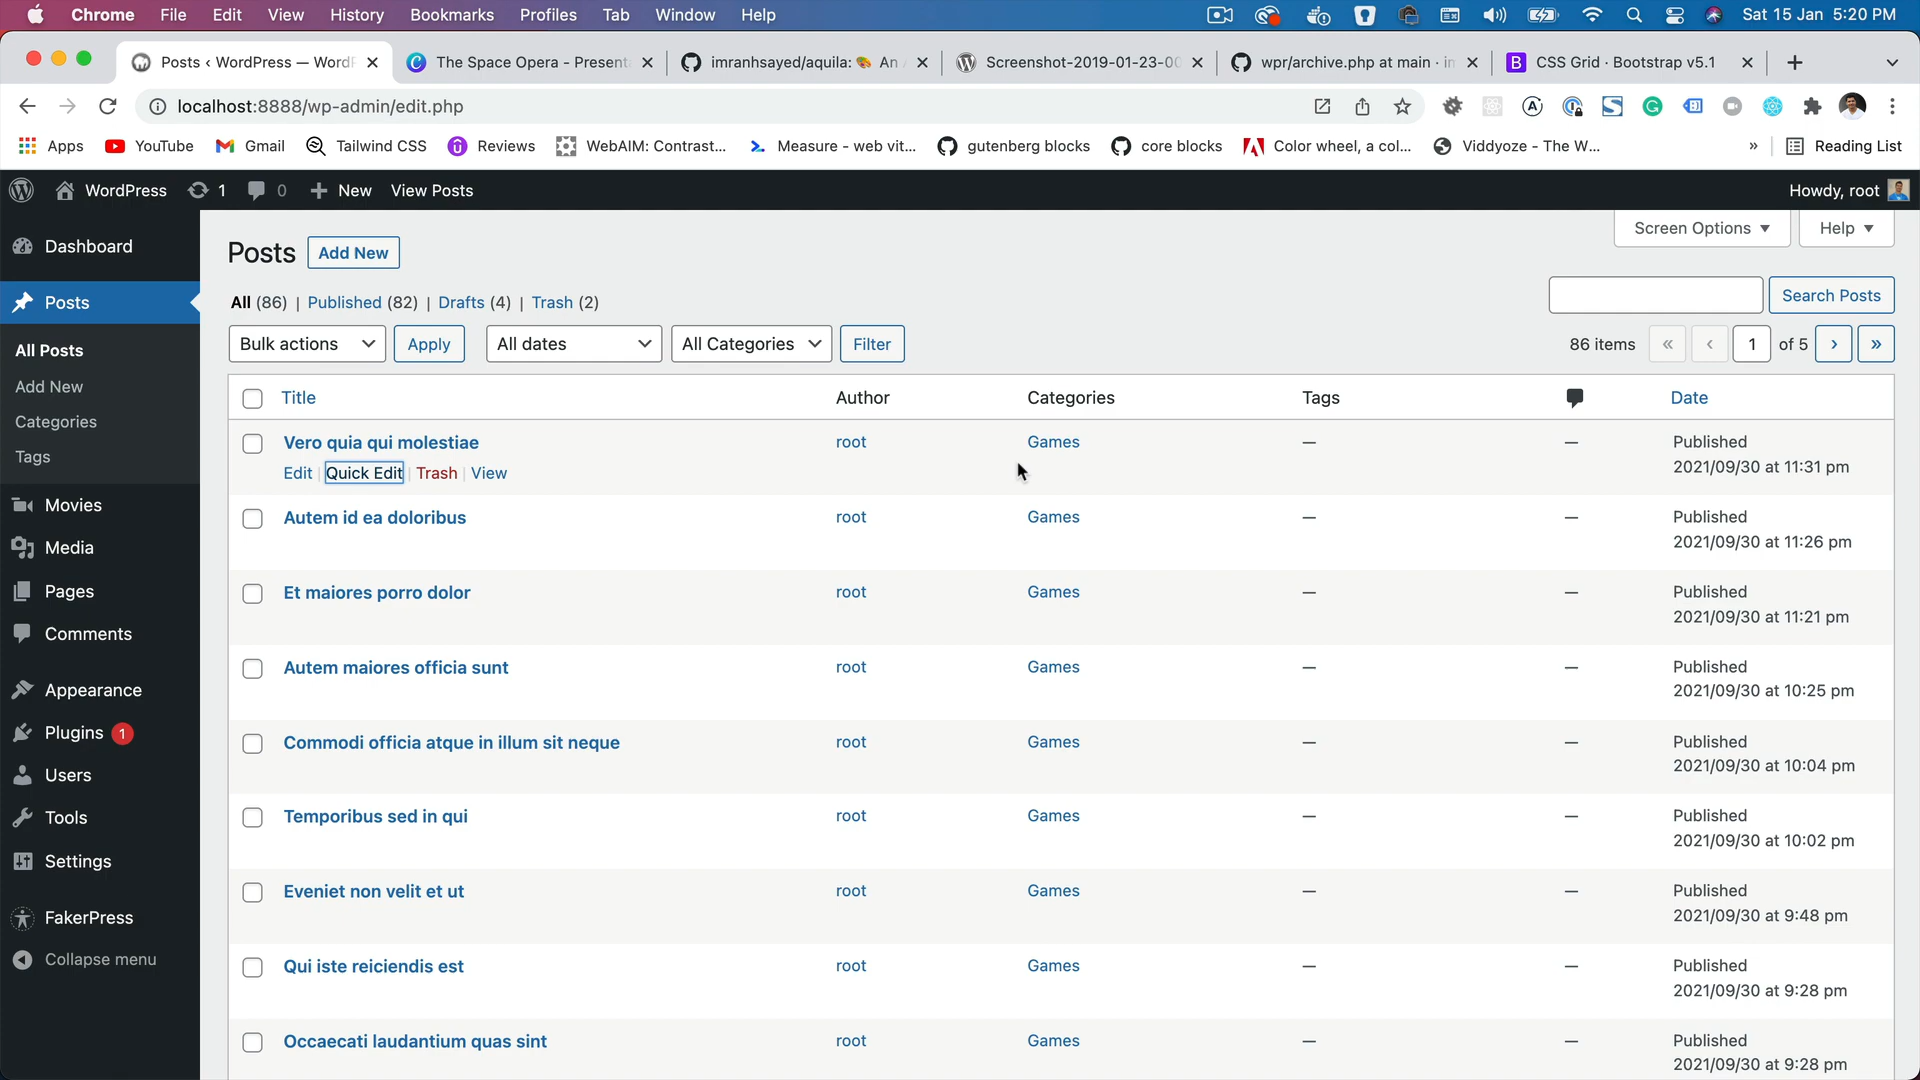 Chrome File Edit View History Bookmarks Profiles Tab Window Help Sat 15 Jan 5:20 PM
Posts ‹ WordPress — WordP The Space Opera - Present imranhsayed/aquila: 🎨 An Screenshot-2019-01-23-00 wpr/archive.php at main · in CSS Grid · Bootstrap v5.1
localhost:8888/wp-admin/edit.php
Apps YouTube Gmail Tailwind CSS Reviews WebAIM: Contrast... Measure - web vit... gutenberg blocks core blocks Color wheel, a col... Viddyoze - The W... » Reading List
WordPress 1 0 New View Posts Howdy, root
Dashboard
Posts
All Posts
Add New
Categories
Tags
Movies
Media
Pages
Comments
Appearance
Plugins 1
Users
Tools
Settings
FakerPress
Collapse menu
Screen Options ▼ Help ▼
Posts Add New
All (86) | Published (82) | Drafts (4) | Trash (2)
Search Posts
Bulk actions Apply All dates All Categories Filter 86 items « ‹ 1 of 5 › »
Title Author Categories Tags Date
Vero quia qui molestiae root Games — — Published
Edit | Quick Edit | Trash | View 2021/09/30 at 11:31 pm
Autem id ea doloribus root Games — — Published
2021/09/30 at 11:26 pm
Et maiores porro dolor root Games — — Published
2021/09/30 at 11:21 pm
Autem maiores officia sunt root Games — — Published
2021/09/30 at 10:25 pm
Commodi officia atque in illum sit neque root Games — — Published
2021/09/30 at 10:04 pm
Temporibus sed in qui root Games — — Published
2021/09/30 at 10:02 pm
Eveniet non velit et ut root Games — — Published
2021/09/30 at 9:48 pm
Qui iste reiciendis est root Games — — Published
2021/09/30 at 9:28 pm
Occaecati laudantium quas sint root Games — — Published
2021/09/30 at 9:28 pm